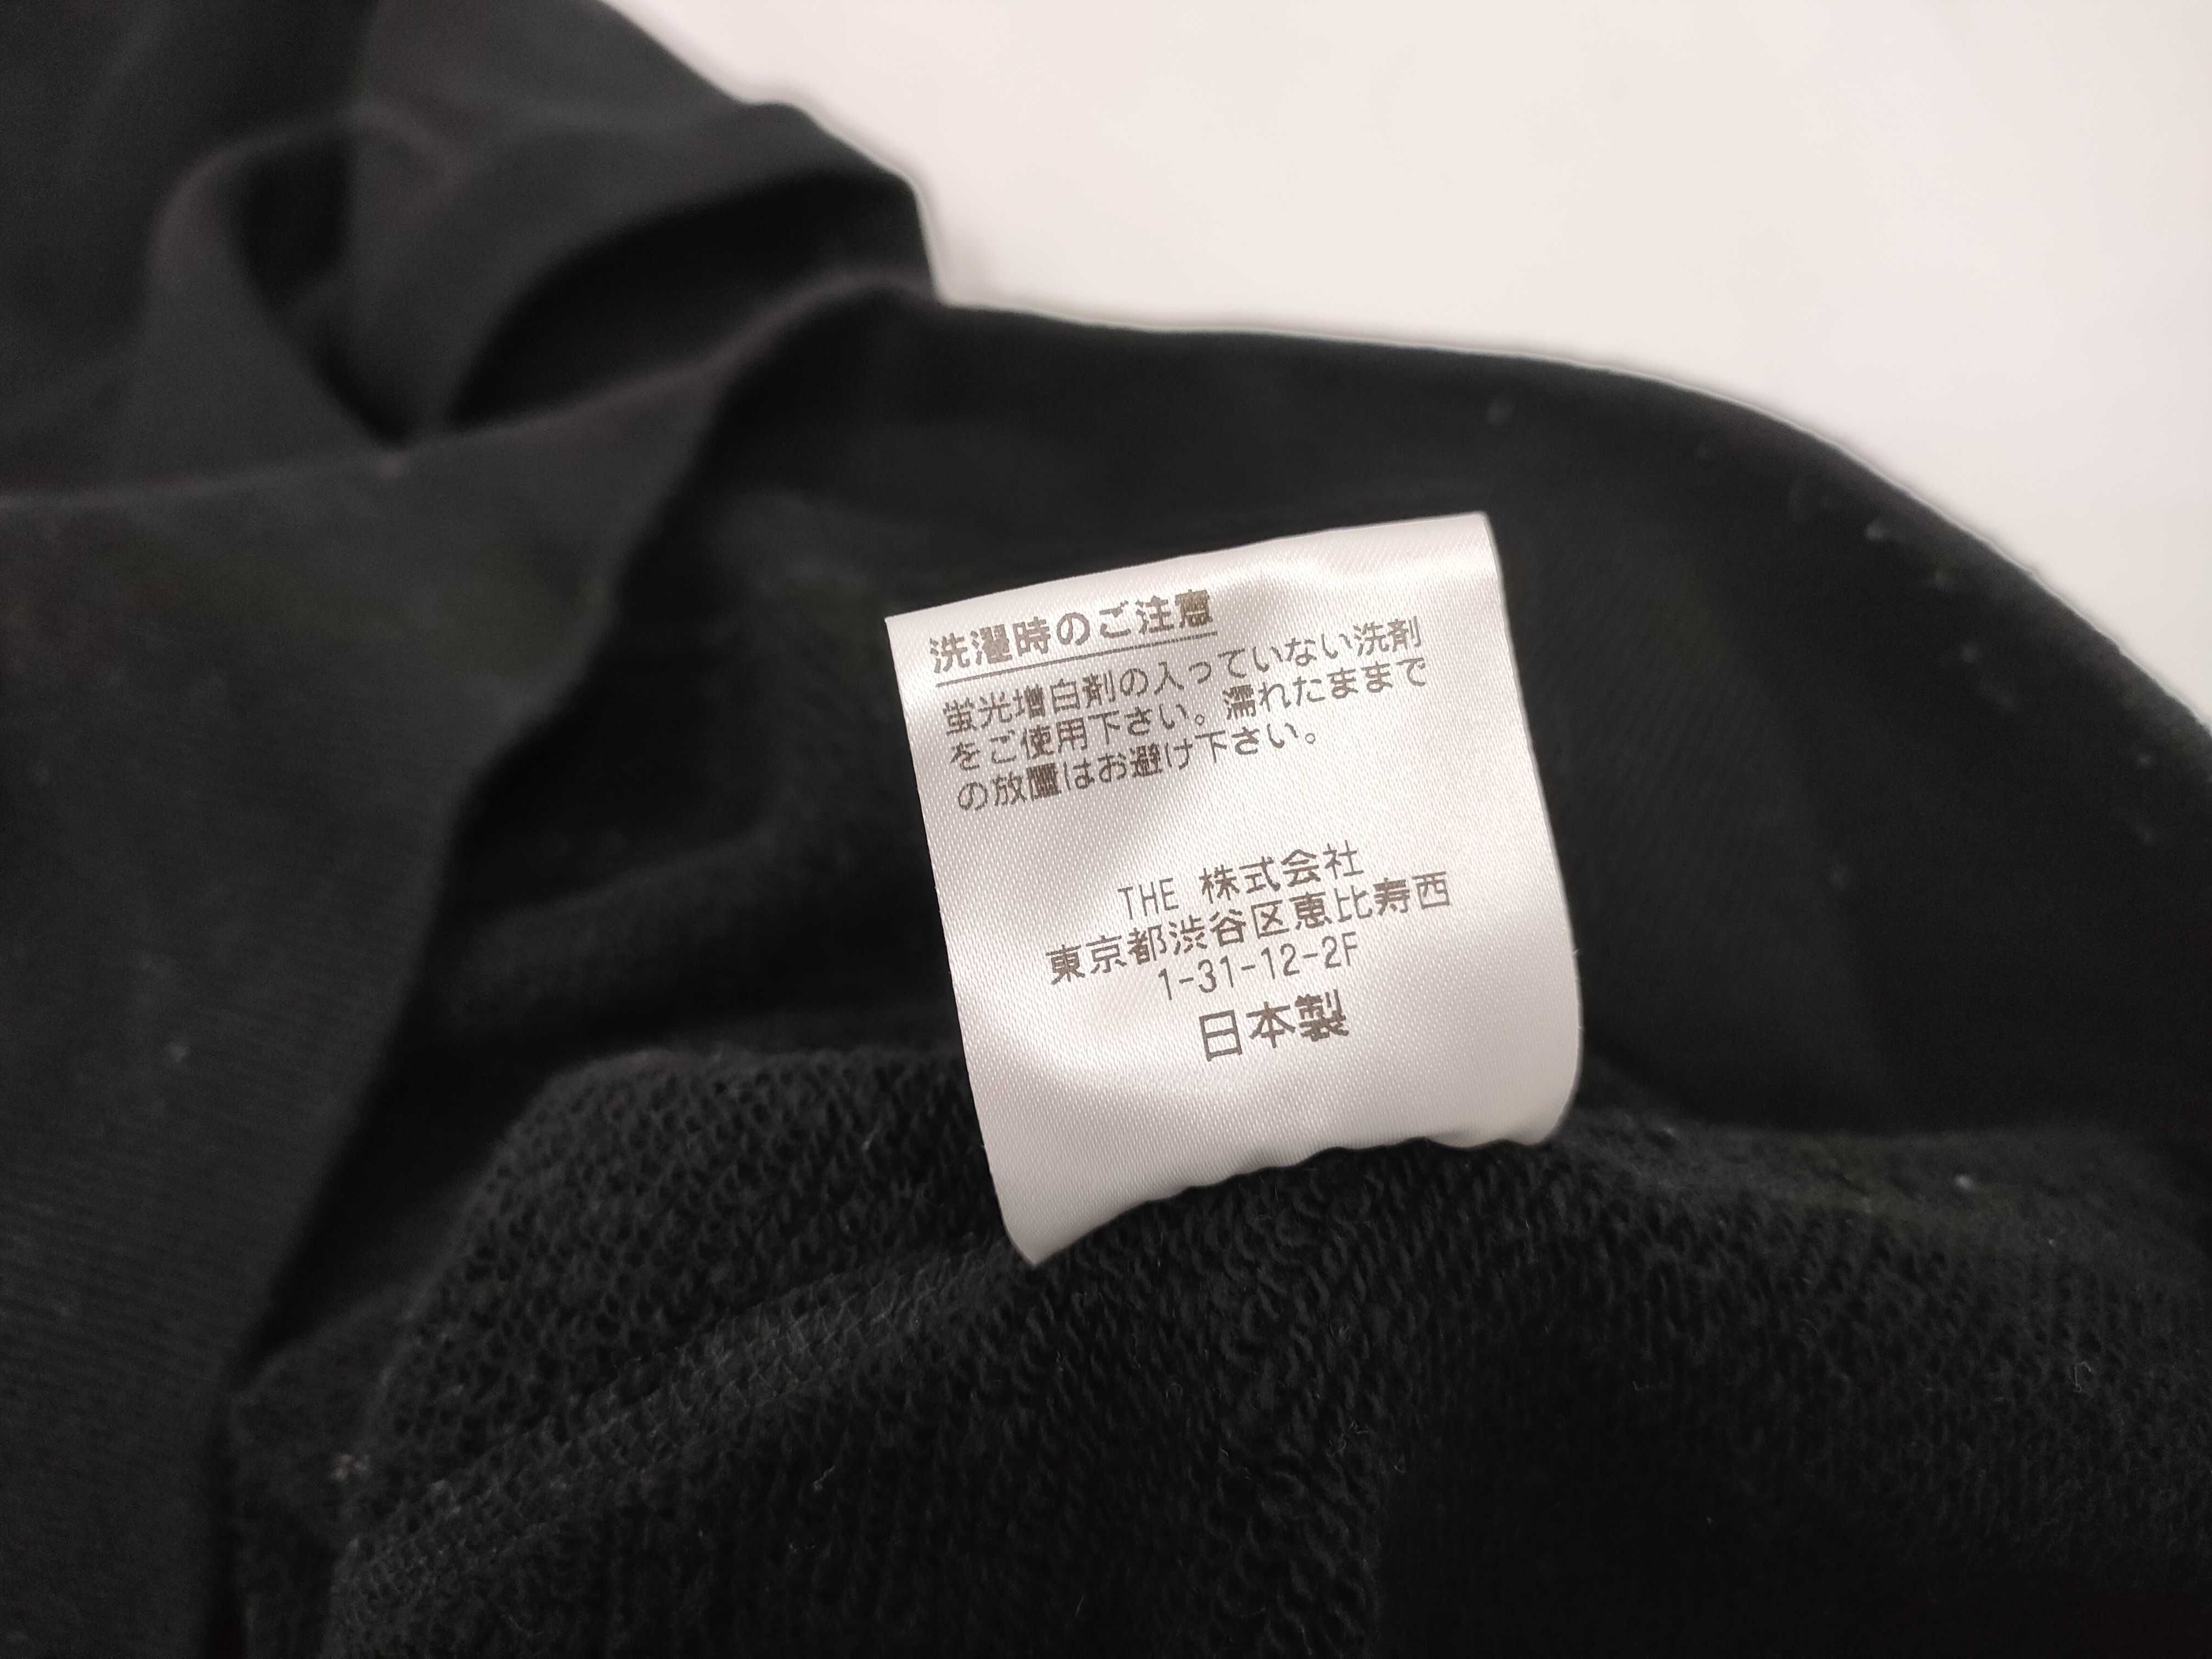 洗濯時のご注意
蛍光増白剤の入っていない洗剤
をご使用下さい。濡れたままで
の放置はお避け下さい。
THE 株式会社
東京都渋谷区恵比寿西
1-31-12-2F
日本製